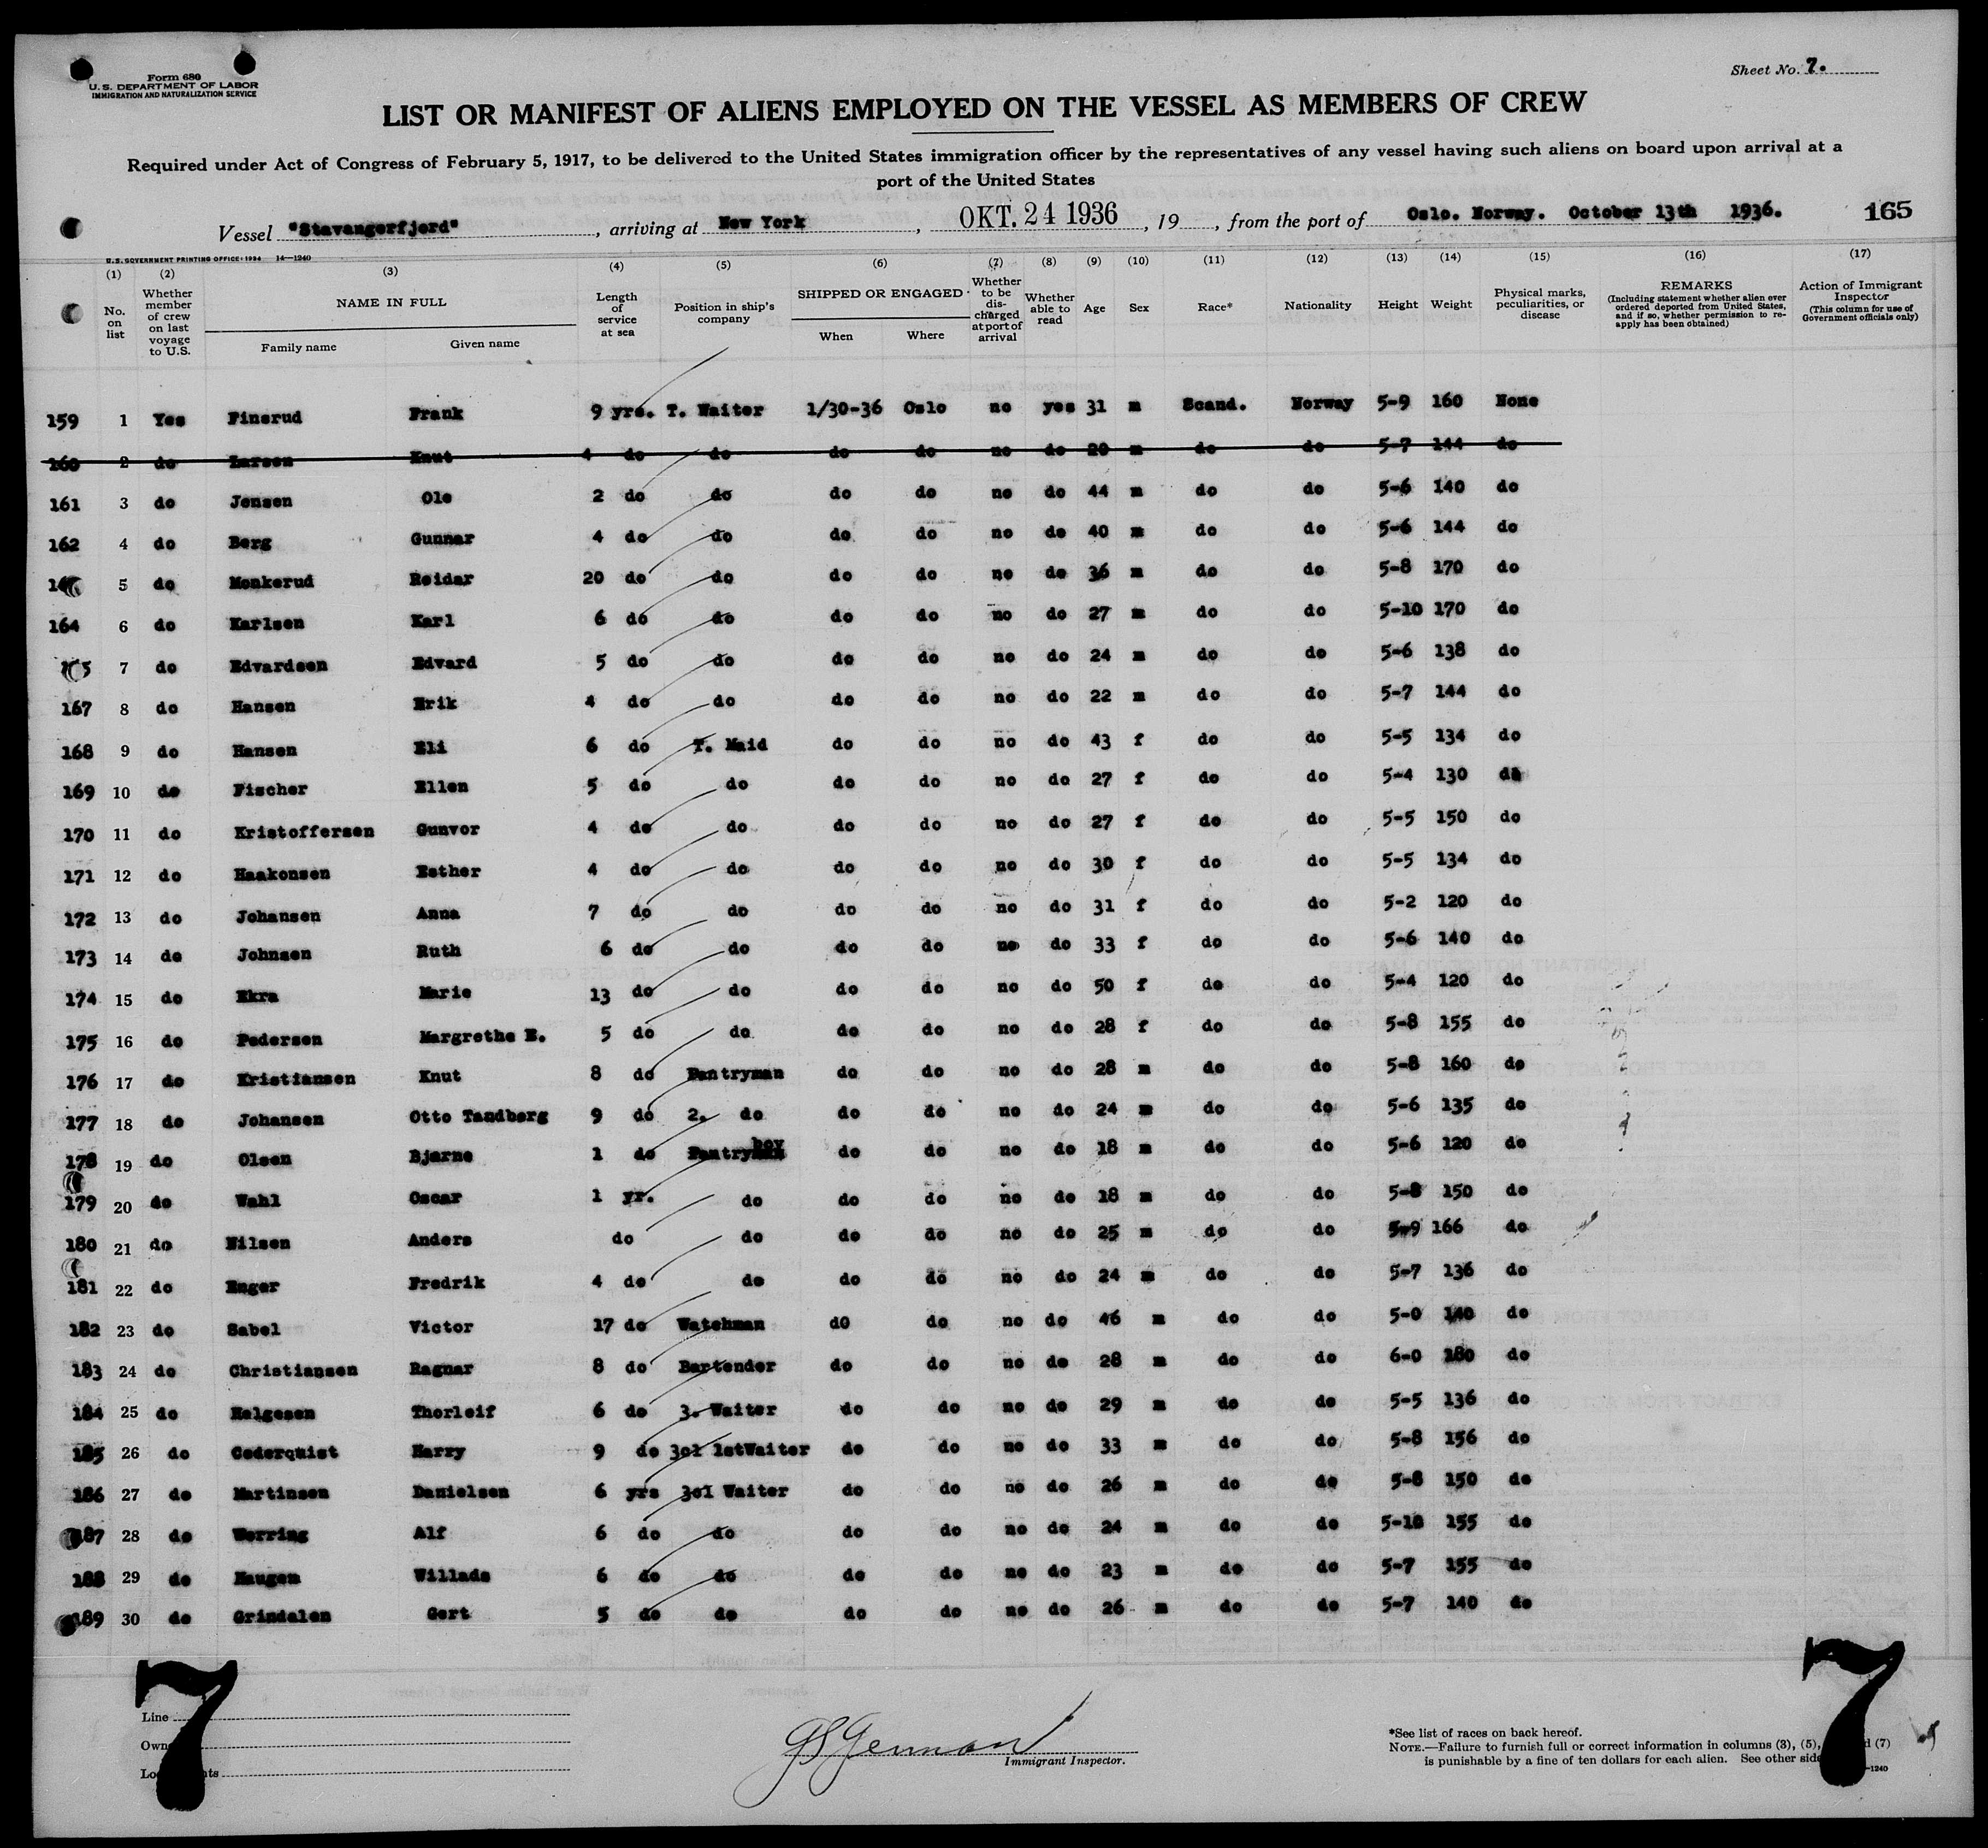 Form 680
U. S. DEPARTMENT OF LABOR
IMMIGRATION AND NATURALIZATION SERVICE
Sheet No. 7.
LIST OR MANIFEST OF ALIENS EMPLOYED ON THE VESSEL AS MEMBERS OF CREW
Required under Act of Congress of February 5, 1917, to be delivered to the United States immigration officer by the representatives of any vessel having such aliens on board upon arrival at a
port of the United States
Vessel "Stavangerfjord", arriving at New York, OKT. 24 1936, 19, from the port of Oslo. Norway. October 13th 1936. 165
U.S. GOVERNMENT PRINTING OFFICE: 1934 14—1240
(1) (2) (3) (4) (5) (6) (7) (8) (9) (10) (11) (12) (13) (14) (15) (16) (17)
No. on list Whether member of crew on last voyage to U.S. NAME IN FULL Family name Given name Length of service at sea Position in ship's company SHIPPED OR ENGAGED When Where Whether to be discharged at port of arrival Whether able to read Age Sex Race* Nationality Height Weight Physical marks, peculiarities, or disease REMARKS (Including statement whether alien ever ordered deported from United States, and if so, whether permission to reapply has been obtained) Action of Immigrant Inspector (This column for use of Government officials only)
159 1 Yes Finsrud Frank 9 yrs. T. Waiter 1/30-36 Oslo no yes 31 m Scand. Norway 5-9 160 None
160 2 do Larsen Knut 4 do do do do no do 20 m do do 5-7 144 do
161 3 do Jensen Ole 2 do do do do no do 44 m do do 5-6 140 do
162 4 do Berg Gunnar 4 do do do do no do 40 m do do 5-6 144 do
5 do Monkerud Reidar 20 do do do do no do 36 m do do 5-8 170 do
164 6 do Karlsen Karl 6 do do do do no do 27 m do do 5-10 170 do
7 do Edvardsen Edvard 5 do do do do no do 24 m do do 5-6 138 do
167 8 do Hansen Erik 4 do do do do no do 22 m do do 5-7 144 do
168 9 do Hansen Eli 6 do T. Maid do do no do 43 f do do 5-5 134 do
169 10 do Fischer Ellen 5 do do do do no do 27 f do do 5-4 130 do
170 11 do Kristoffersen Gunvor 4 do do do do no do 27 f do do 5-5 150 do
171 12 do Haakonsen Esther 4 do do do do no do 30 f do do 5-5 134 do
172 13 do Johansen Anna 7 do do do do no do 31 f do do 5-2 120 do
173 14 do Johnsen Ruth 6 do do do do no do 33 f do do 5-6 140 do
174 15 do Ekra Marie 13 do do do do no do 50 f do do 5-4 120 do
175 16 do Pedersen Margrethe E. 5 do do do do no do 28 f do do 5-8 155 do
176 17 do Kristiansen Knut 8 do Pantryman do do no do 28 m do do 5-8 160 do
177 18 do Johansen Otto Tandberg 9 do 2. do do do no do 24 m do do 5-6 135 do
178 19 do Olsen Bjarne 1 do Pantryboy do do no do 18 m do do 5-6 120 do
179 20 do Wahl Oscar 1 yr. do do do no do 18 m do do 5-8 150 do
180 21 do Nilsen Anders do do do do no do 25 m do do 5-9 166 do
181 22 do Enger Fredrik 4 do do do do no do 24 m do do 5-7 136 do
182 23 do Sabel Victor 17 do Watchman dO do no do 46 m do do 5-0 140 do
183 24 do Christiansen Ragnar 8 do Bartender do do no do 28 m do do 6-0 180 do
184 25 do Helgesen Thorleif 6 do 3. Waiter do do no do 29 m do do 5-5 136 do
185 26 do Cederquist Harry 9 do 3cl 1stWaiter do do no do 33 m do do 5-8 156 do
186 27 do Martinsen Danielsen 6 yrs 3cl Waiter do do no do 26 m do do 5-8 150 do
187 28 do Werring Alf 6 do do do do no do 24 m do do 5-10 155 do
188 29 do Haugen Willads 6 do do do do no do 23 m do do 5-7 155 do
189 30 do Grindalen Gert 5 do do do do no do 26 m do do 5-7 140 do
7 7
Line
Immigrant Inspector.
*See list of races on back hereof.
NOTE.—Failure to furnish full or correct information in columns (3), (5), (7)
is punishable by a fine of ten dollars for each alien. See other side